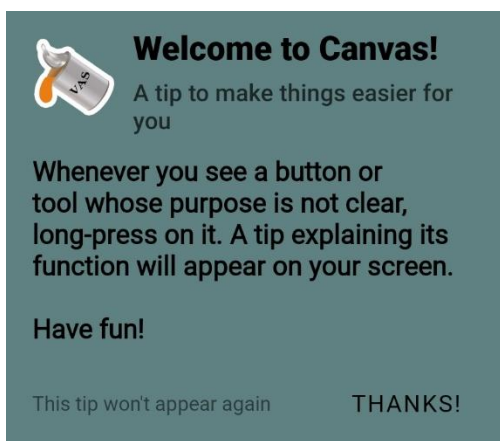 VAS
Welcome to Canvas!
A tip to make things easier for
you
Whenever you see a button or
tool whose purpose is not clear,
long-press on it. A tip explaining its
function will appear on your screen.
Have fun!
This tip won't appear again
THANKS!